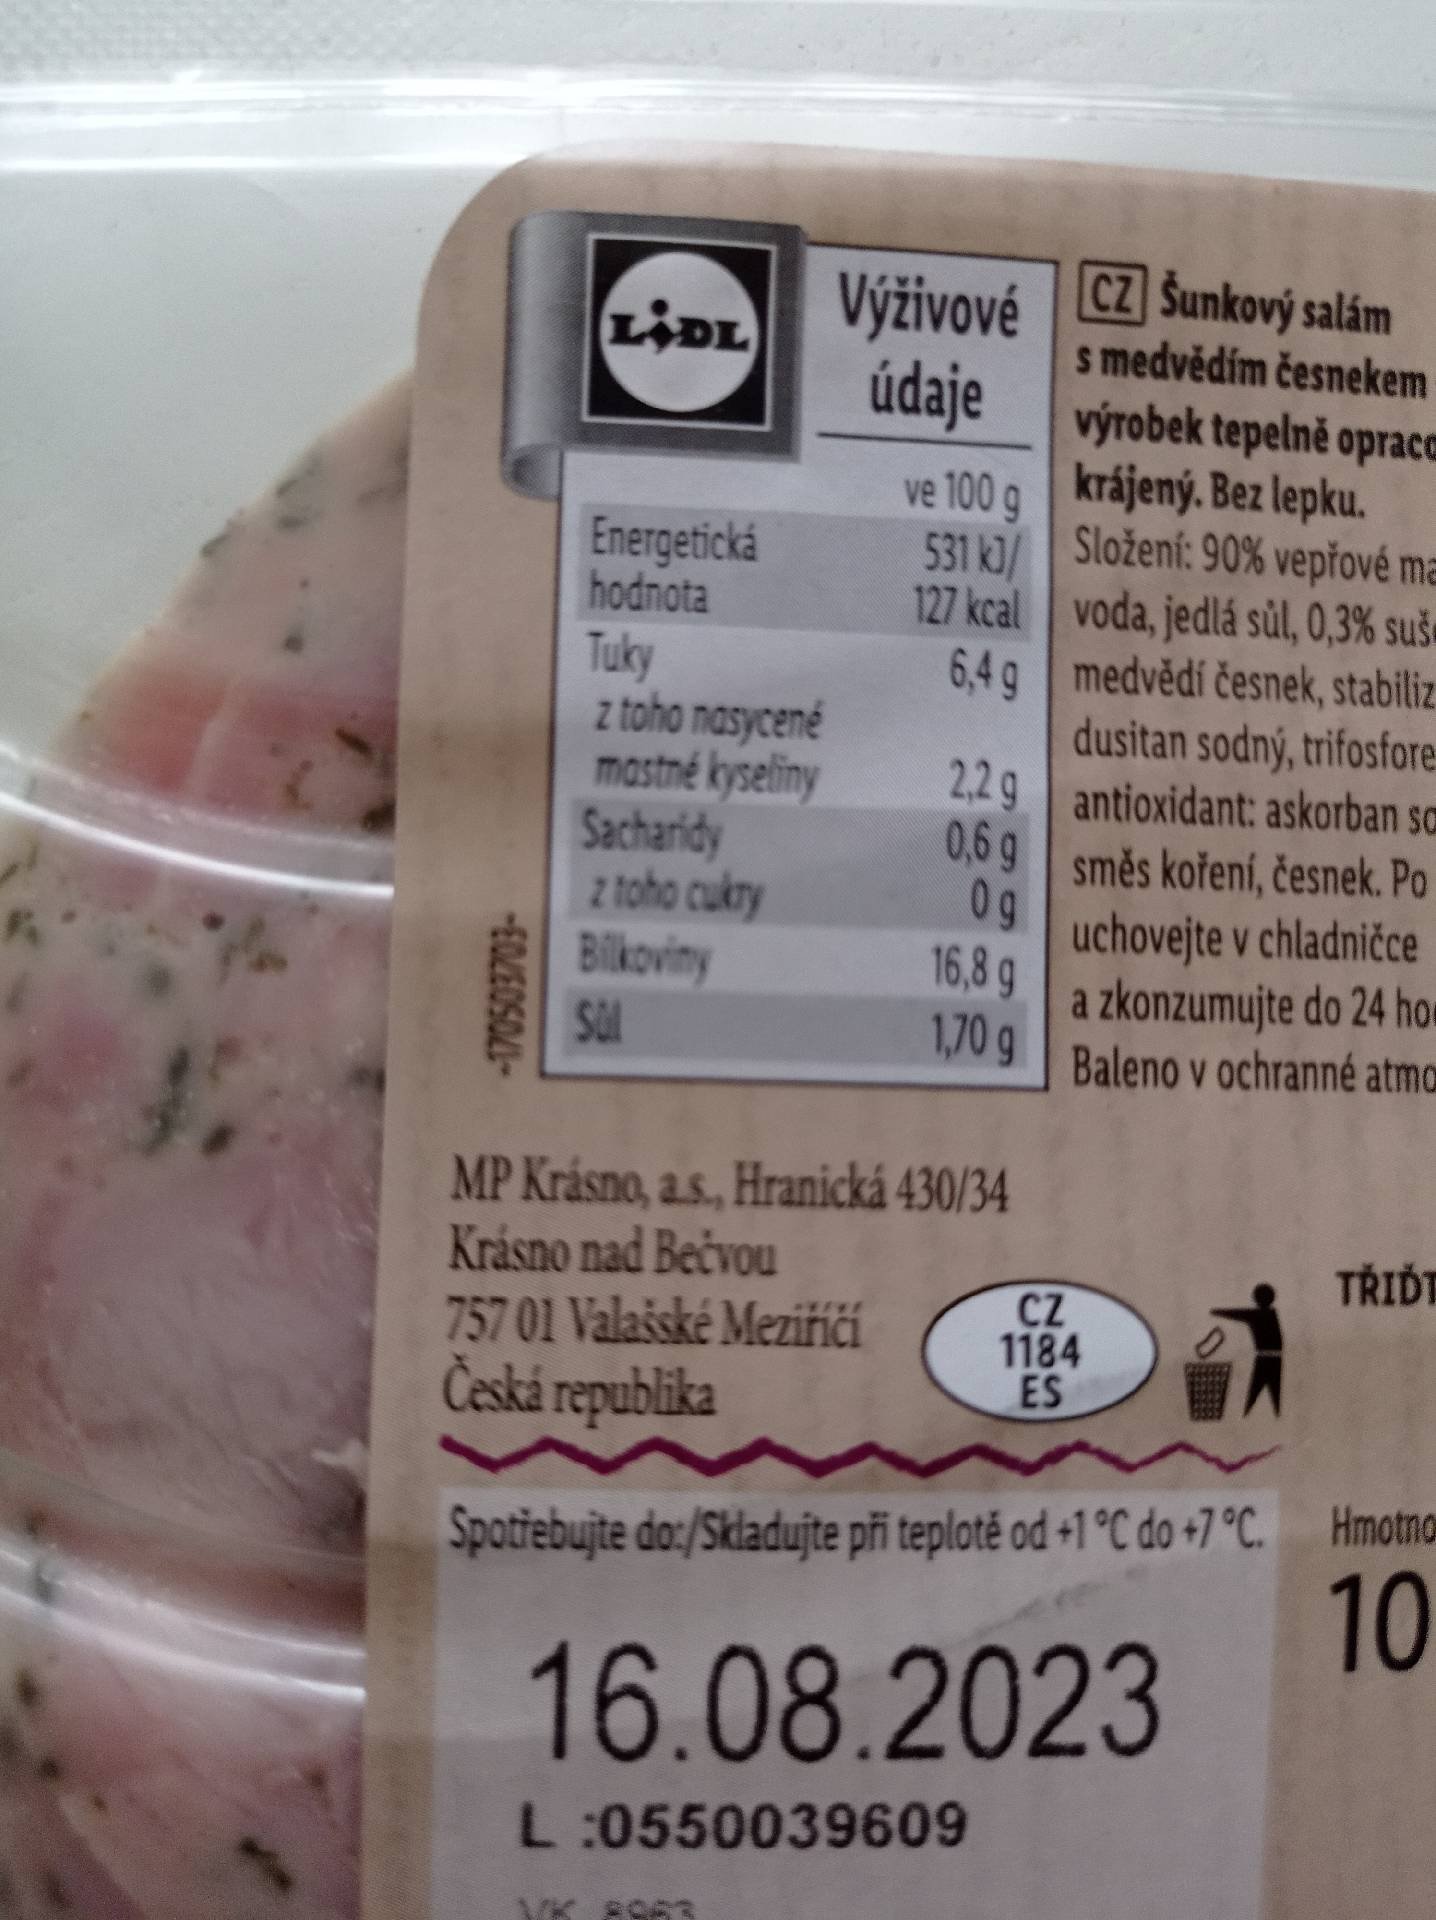 LIDL
Výživové
údaje
ve 100 g
Energetická 531 kJ/
hodnota 127 kcal
Tuky 6,4 g
z toho nasycené
mastné kyseliny 2,2 g
Sacharidy 0,6 g
z toho cukry 0 g
Bílkoviny 16,8 g
Sůl 1,70 g
-1705037703-
CZ Šunkový salám
s medvědím česnekem
výrobek tepelně opraco
krájený. Bez lepku.
Složení: 90% vepřové ma
voda, jedlá sůl, 0,3% suš
medvědí česnek, stabiliz
dusitan sodný, trifosfore
antioxidant: askorban so
směs koření, česnek. Po
uchovejte v chladničce
a zkonzumujte do 24 ho
Baleno v ochranné atmo
MP Krásno, a.s., Hranická 430/34
Krásno nad Bečvou
757 01 Valašské Meziříčí
Česká republika
CZ
1184
ES
TŘIĎT
Spotřebujte do:/Skladujte při teplotě od +1 °C do +7 °C.
Hmotno
10
16.08.2023
L :0550039609
VK 8963